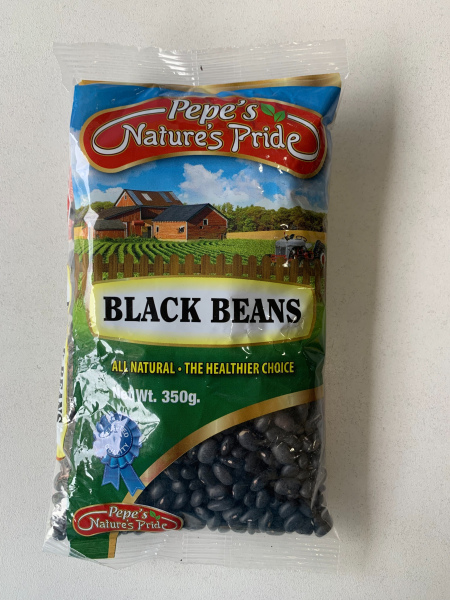 Pepe's
Nature's Pride
BLACK BEANS
ALL NATURAL • THE HEALTHIER CHOICE
Wt. 350g.
Pepe's
Nature's Pride